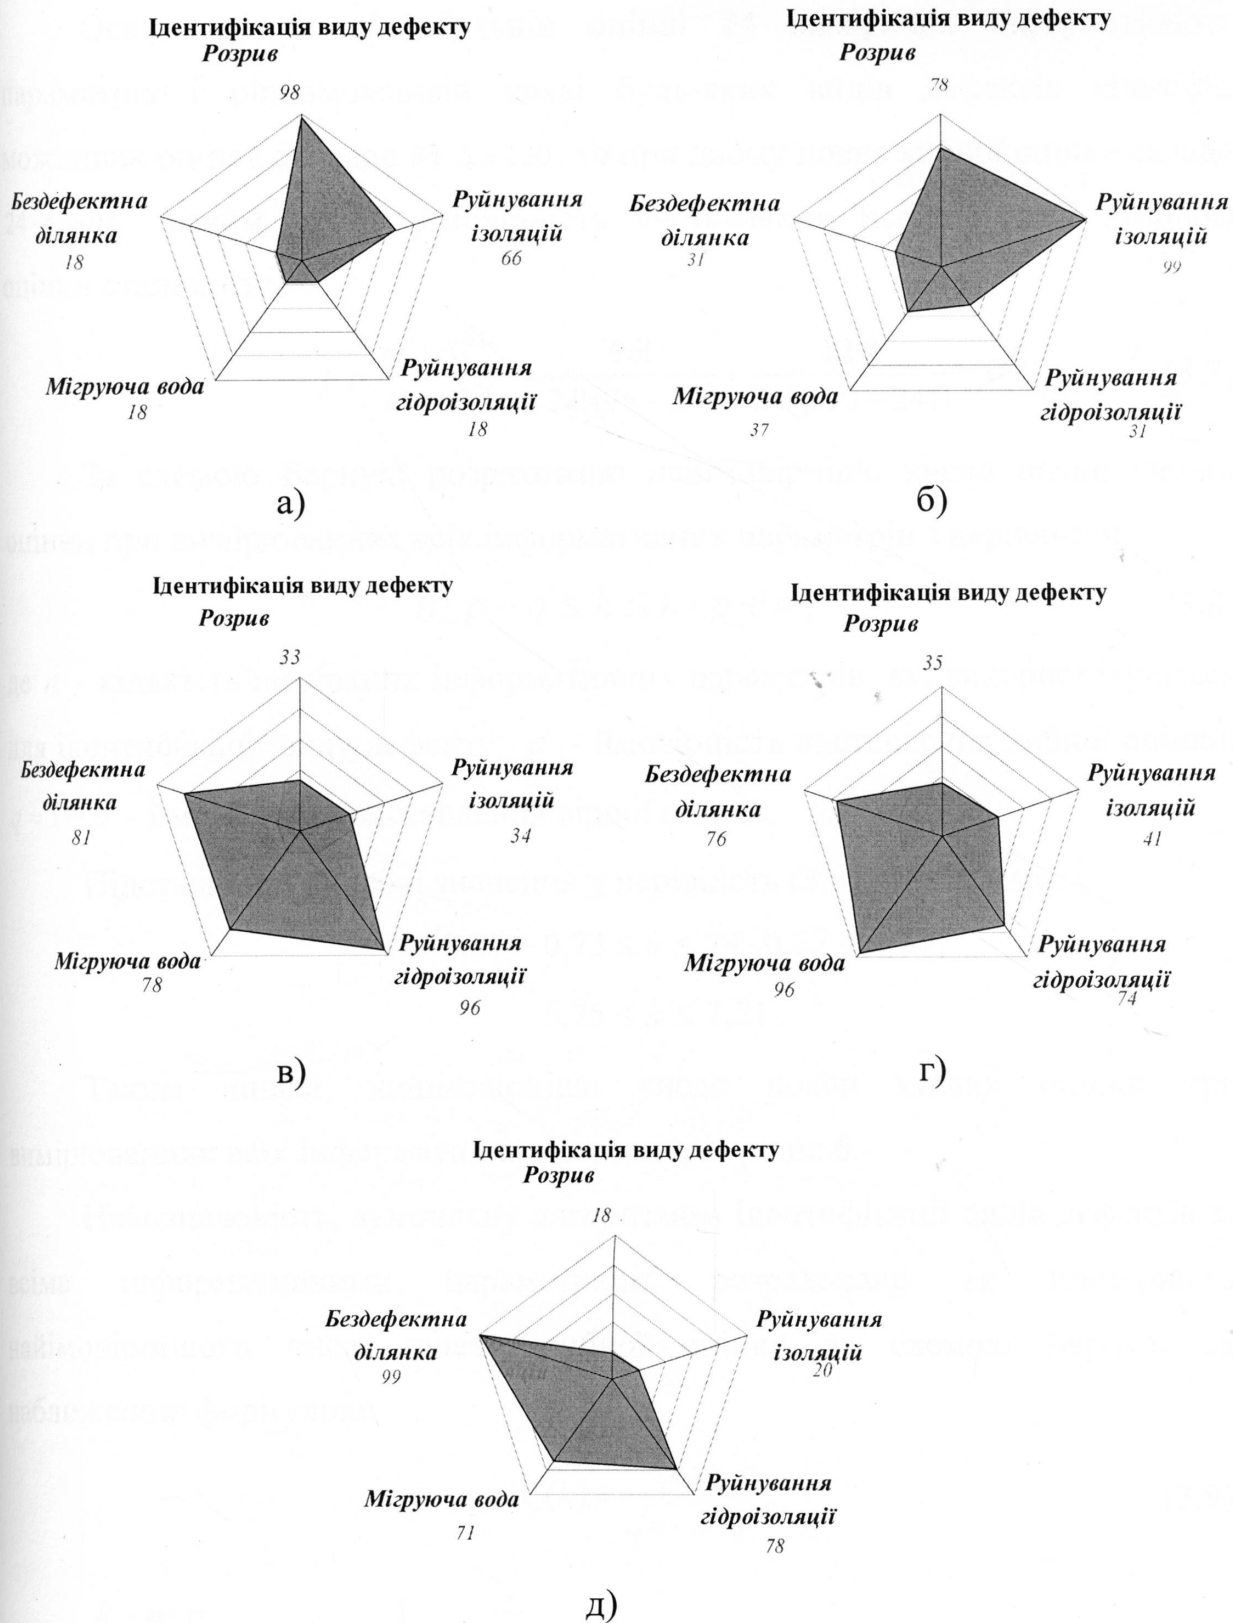 Ідентифікація виду дефекту
Розрив
98
Бездефектна
ділянка
18
Руйнування
ізоляцій
66
Мігруюча вода
18
Руйнування
гідроізоляції
18
а)
Ідентифікація виду дефекту
Розрив
78
Бездефектна
ділянка
31
Руйнування
ізоляцій
99
Мігруюча вода
37
Руйнування
гідроізоляції
31
б)
Ідентифікація виду дефекту
Розрив
33
Бездефектна
ділянка
81
Руйнування
ізоляцій
34
Мігруюча вода
78
Руйнування
гідроізоляції
96
в)
Ідентифікація виду дефекту
Розрив
35
Бездефектна
ділянка
76
Руйнування
ізоляцій
41
Мігруюча вода
96
Руйнування
гідроізоляції
74
г)
Ідентифікація виду дефекту
Розрив
18
Бездефектна
ділянка
99
Руйнування
ізоляцій
20
Мігруюча вода
71
Руйнування
гідроізоляції
78
д)